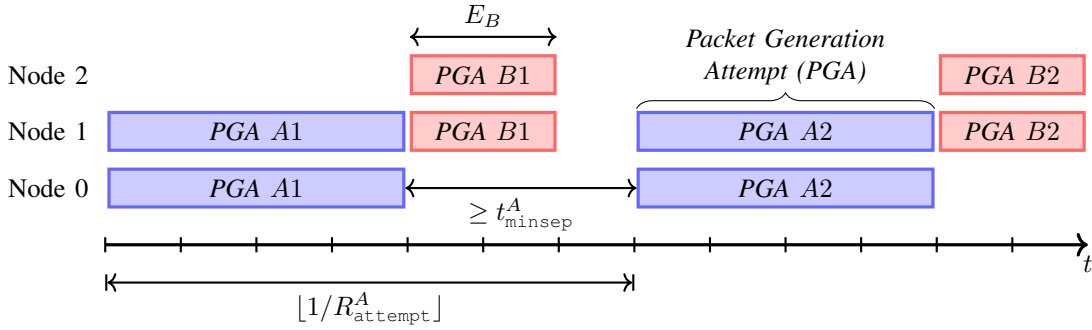 E_B
Packet Generation
Attempt (PGA)
Node 2
PGA B1
PGA B2
Node 1
PGA A1
PGA B1
PGA A2
PGA B2
Node 0
PGA A1
PGA A2
≥ t^A_minsep
t
⌊1/R^A_attempt⌋